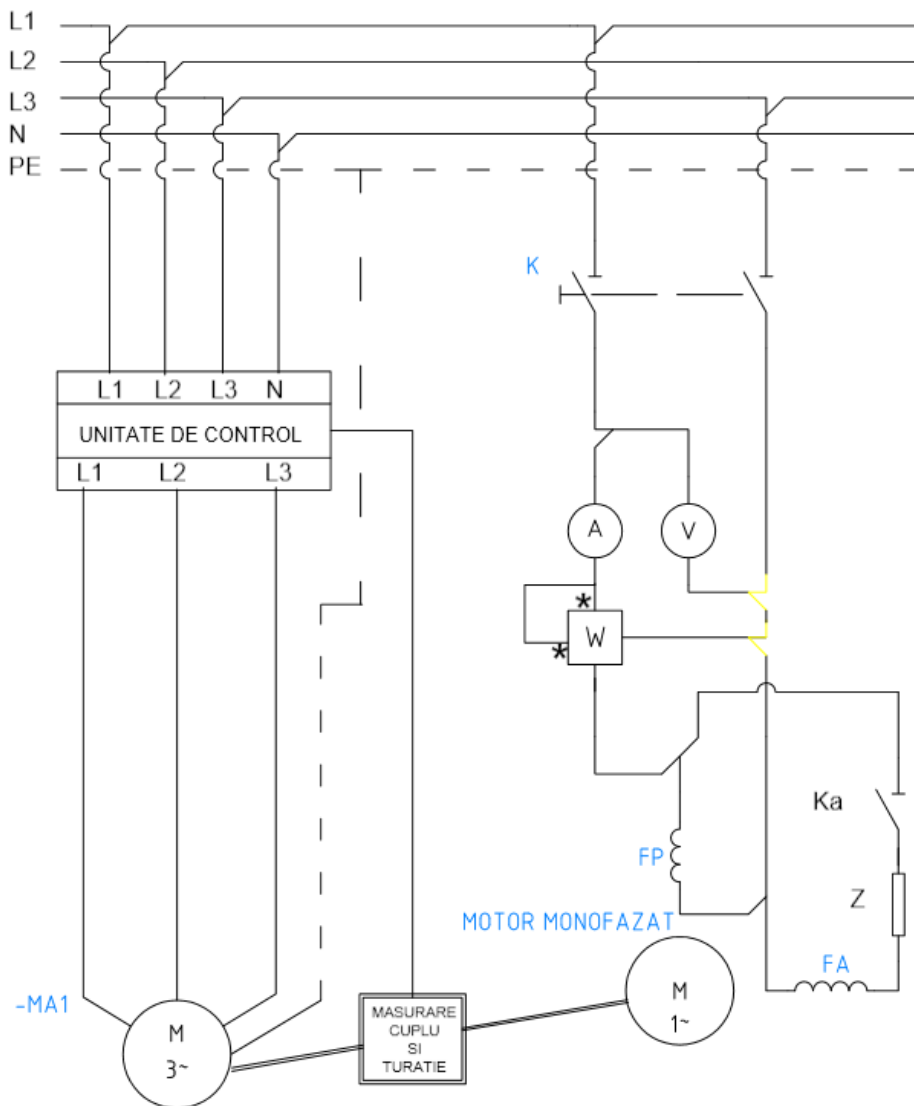 L1
L2
L3
N
PE
K
L1 L2 L3 N
UNITATE DE CONTROL
L1 L2 L3
A
V
*
W
*
Ka
FP
Z
MOTOR MONOFAZAT
FA
-MA1
M
3~
MASURARE
CUPLU
SI
TURATIE
M
1~